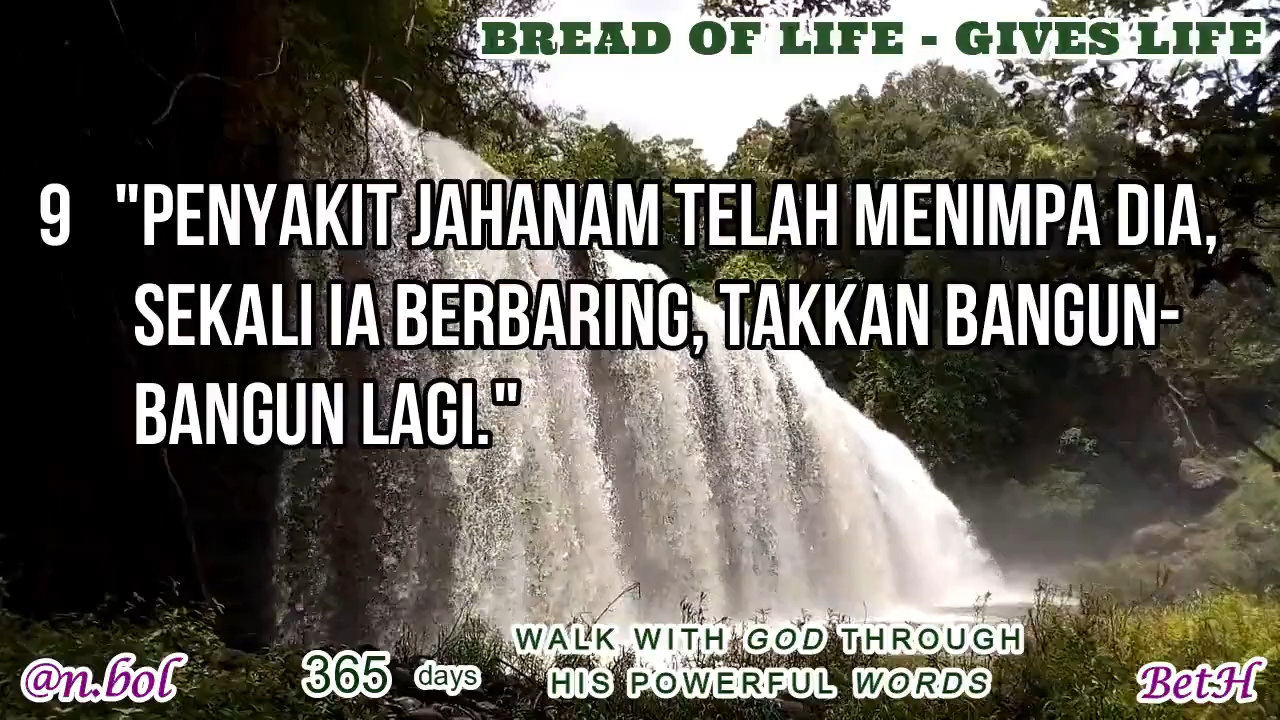 BREAD OF LIFE - GIVES LIFE
9 "PENYAKIT JAHANAM TELAH MENIMPA DIA,
SEKALI IA BERBARING, TAKKAN BANGUN-
BANGUN LAGI."
WALK WITH GOD THROUGH
HIS POWERFUL WORDS
@n.bol
365 days
BetH